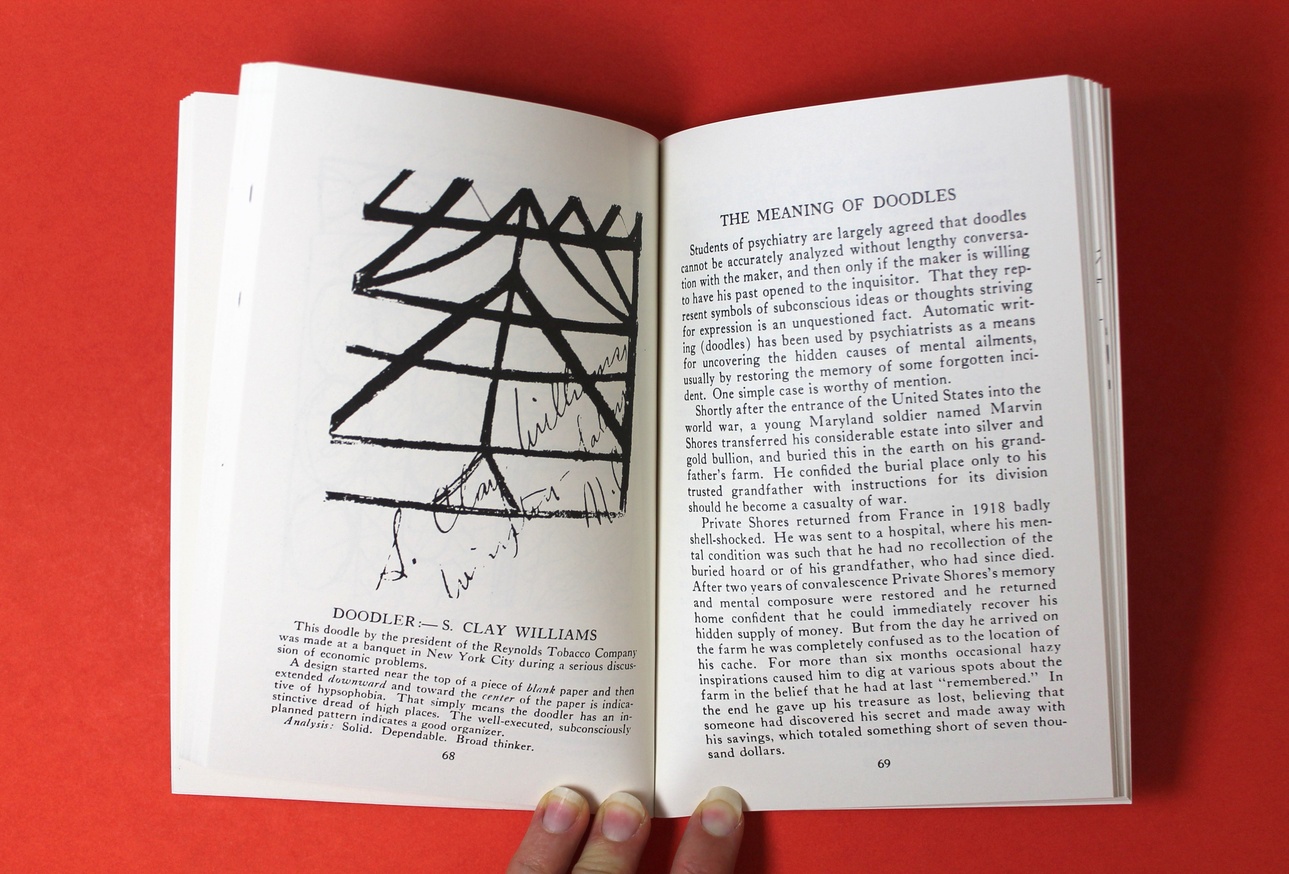 S. Clay Williams
DOODLER:— S. CLAY WILLIAMS
This doodle by the president of the Reynolds Tobacco Company
was made at a banquet in New York City during a serious discus-
sion of economic problems.
A design started near the top of a piece of blank paper and then
extended downward and toward the center of the paper is indica-
tive of hypsophobia. That simply means the doodler has an in-
stinctive dread of high places. The well-executed, subconsciously
planned pattern indicates a good organizer.
Analysis: Solid. Dependable. Broad thinker.
68
THE MEANING OF DOODLES
Students of psychiatry are largely agreed that doodles
cannot be accurately analyzed without lengthy conversa-
tion with the maker, and then only if the maker is willing
to have his past opened to the inquisitor. That they rep-
resent symbols of subconscious ideas or thoughts striving
for expression is an unquestioned fact. Automatic writ-
ing (doodles) has been used by psychiatrists as a means
for uncovering the hidden causes of mental ailments,
usually by restoring the memory of some forgotten inci-
dent. One simple case is worthy of mention.
Shortly after the entrance of the United States into the
world war, a young Maryland soldier named Marvin
Shores transferred his considerable estate into silver and
gold bullion, and buried this in the earth on his grand-
father's farm. He confided the burial place only to his
trusted grandfather with instructions for its division
should he become a casualty of war.
Private Shores returned from France in 1918 badly
shell-shocked. He was sent to a hospital, where his men-
tal condition was such that he had no recollection of the
buried hoard or of his grandfather, who had since died.
After two years of convalescence Private Shores's memory
and mental composure were restored and he returned
home confident that he could immediately recover his
hidden supply of money. But from the day he arrived on
the farm he was completely confused as to the location of
his cache. For more than six months occasional hazy
inspirations caused him to dig at various spots about the
farm in the belief that he had at last "remembered." In
the end he gave up his treasure as lost, believing that
someone had discovered his secret and made away with
his savings, which totaled something short of seven thou-
sand dollars.
69